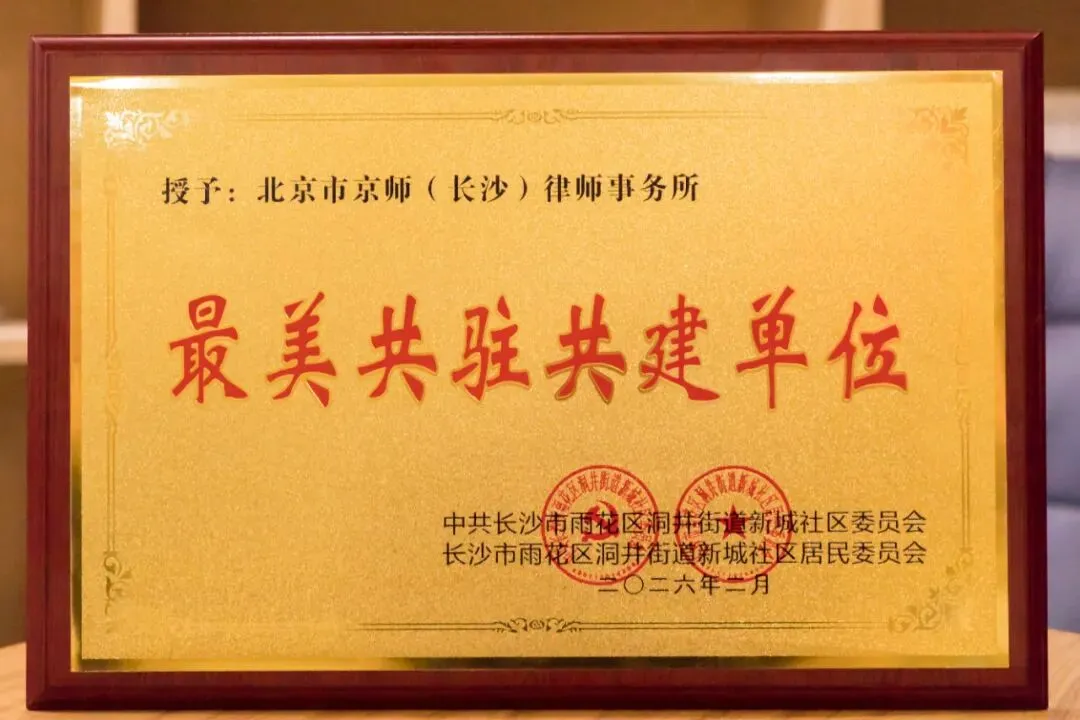 授予：北京市京师（长沙）律师事务所
最美共驻共建单位
中共长沙市雨花区洞井街道新城社区委员会
长沙市雨花区洞井街道新城社区居民委员会
二〇二六年二月